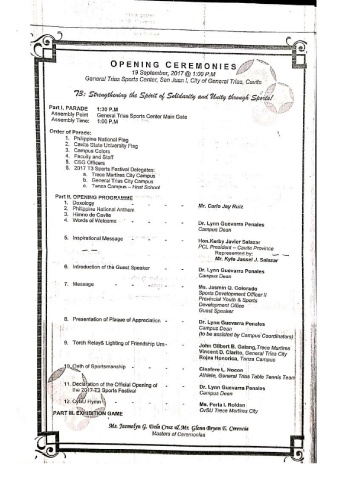 OPENING CEREMONIES
19 September, 2017 @ 1:00 P.M
General Trias Sports Center, San Juan I, City of General Trias, Cavite
T3: Strengthening the Spirit of Solidarity and Unity through Sports!
Part I. PARADE 1:30 P.M
Assembly Point General Trias Sports Center Main Gate
Assembly Time: 1:00 P.M
Order of Parade:
1. Philippine National Flag
2. Cavite State University Flag
3. Campus Colors
4. Faculty and Staff
5. CSG Officers
6. 2017 T3 Sports Festival Delegates:
a. Trece Martires City Campus
b. General Trias City Campus
c. Tanza Campus – Host School
Part II. OPENING PROGRAMME
1. Doxology - - - - Mr. Carlo Jay Ruiz
2. Philippine National Anthem
3. Himno de Cavite
4. Words of Welcome - - - Dr. Lynn Guevarra Penales
Campus Dean
5. Inspirational Message - - - Hon. Karby Javier Salazar
PCL President – Cavite Province
Represented by:
Mr. Kyle Jassel J. Salazar
6. Introduction of the Guest Speaker - - Dr. Lynn Guevarra Penales
Campus Dean
7. Message - - - - Ms. Jasmin Q. Colorado
Sports Development Officer II
Provincial Youth & Sports
Development Office
Guest Speaker
8. Presentation of Plaque of Appreciation - - Dr. Lynn Guevarra Penales
Campus Dean
(to be assisted by Campus Coordinators)
9. Torch Relay& Lighting of Friendship Urn- - John Gilbert B. Galang, Trece Martires
Vincent D. Clarito, General Trias City
Rojna Honorica, Tanza Campus
10. Oath of Sportsmanship - - - Nocon
Athlete, General Trias Table Tennis Team
11. Declaration of the Official Opening of - - Dr. Lynn Guevarra Penales
the 2017 T3 Sports Festival Campus Dean
12. CvSU Hymn - - - Ms. Perla I. Roldan
CvSU Trece Martires City
PART III. EXHIBITION GAME
Ms. G. Dela Cruz & Mr. Glenn Bryan E.
Masters of Ceremonies